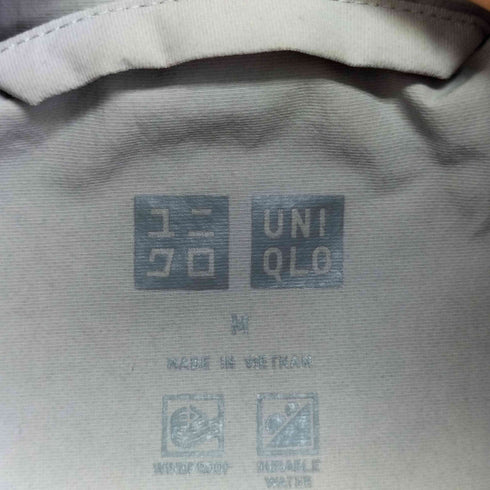 ユニ UNI
クロ QLO
M
MADE IN VIETNAM
WINDPROOF DURABLE
WATER